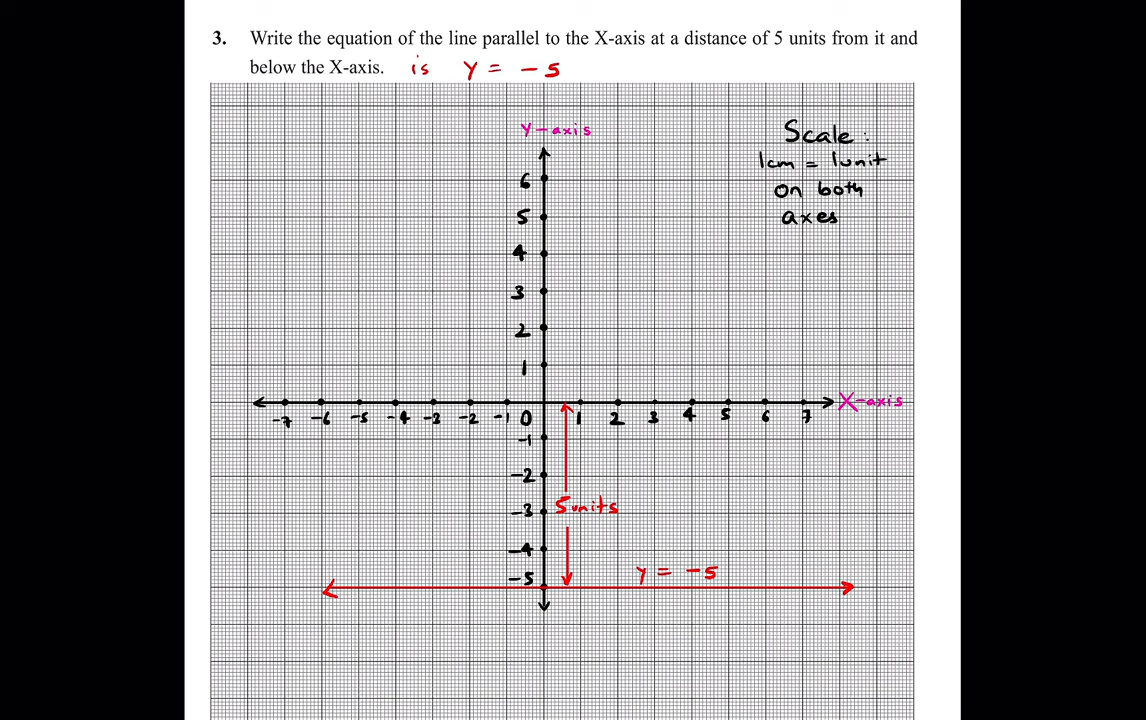 3. Write the equation of the line parallel to the X-axis at a distance of 5 units from it and
below the X-axis. is y = -5
Y-axis
Scale:
1cm = 1unit
on both
axes
6
5
4
3
2
1
-7 -6 -5 -4 -3 -2 -1 0 1 2 3 4 5 6 7 X-axis
-1
-2
-3 5units
-4
-5 y = -5